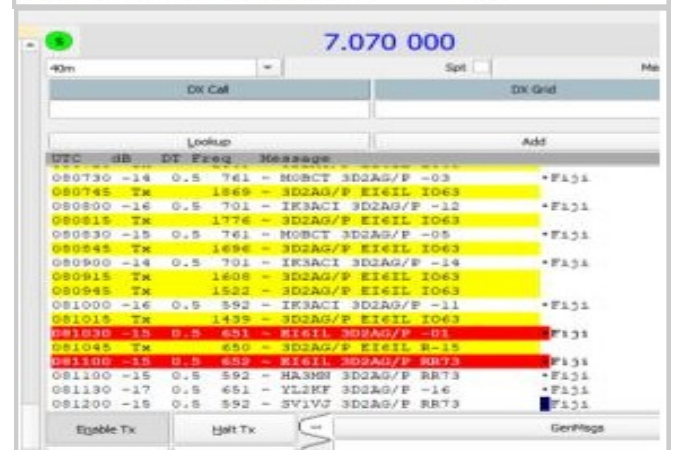 S
7.070 000
40m Spt
DX Call DX Grid
Lookup Add
UTC dB DT Freq Message
080730 -14 0.5 761 ~ M0BCT 3D2AG/P -03 •Fiji
080745 Tx 1869 ~ 3D2AG/P EI6IL IO63
080800 -16 0.5 701 ~ IK3ACI 3D2AG/P -12 •Fiji
080815 Tx 1776 ~ 3D2AG/P EI6IL IO63
080830 -15 0.5 761 ~ M0BCT 3D2AG/P -05 •Fiji
080845 Tx 1696 ~ 3D2AG/P EI6IL IO63
080900 -14 0.5 701 ~ IK3ACI 3D2AG/P -14 •Fiji
080915 Tx 1608 ~ 3D2AG/P EI6IL IO63
080945 Tx 1522 ~ 3D2AG/P EI6IL IO63
081000 -16 0.5 592 ~ IK3ACI 3D2AG/P -11 •Fiji
081015 Tx 1439 ~ 3D2AG/P EI6IL IO63
081030 -15 0.5 651 ~ EI6IL 3D2AG/P -01 Fiji
081045 Tx 650 ~ 3D2AG/P EI6IL R-15
081100 -15 0.5 652 ~ EI6IL 3D2AG/P RR73 Fiji
081100 -15 0.5 592 ~ HA3MN 3D2AG/P RR73 •Fiji
081130 -17 0.5 651 ~ YL2KF 3D2AG/P -16 •Fiji
081200 -15 0.5 592 ~ SV1VJ 3D2AG/P RR73 Fiji
Enable Tx Halt Tx GenMsgs